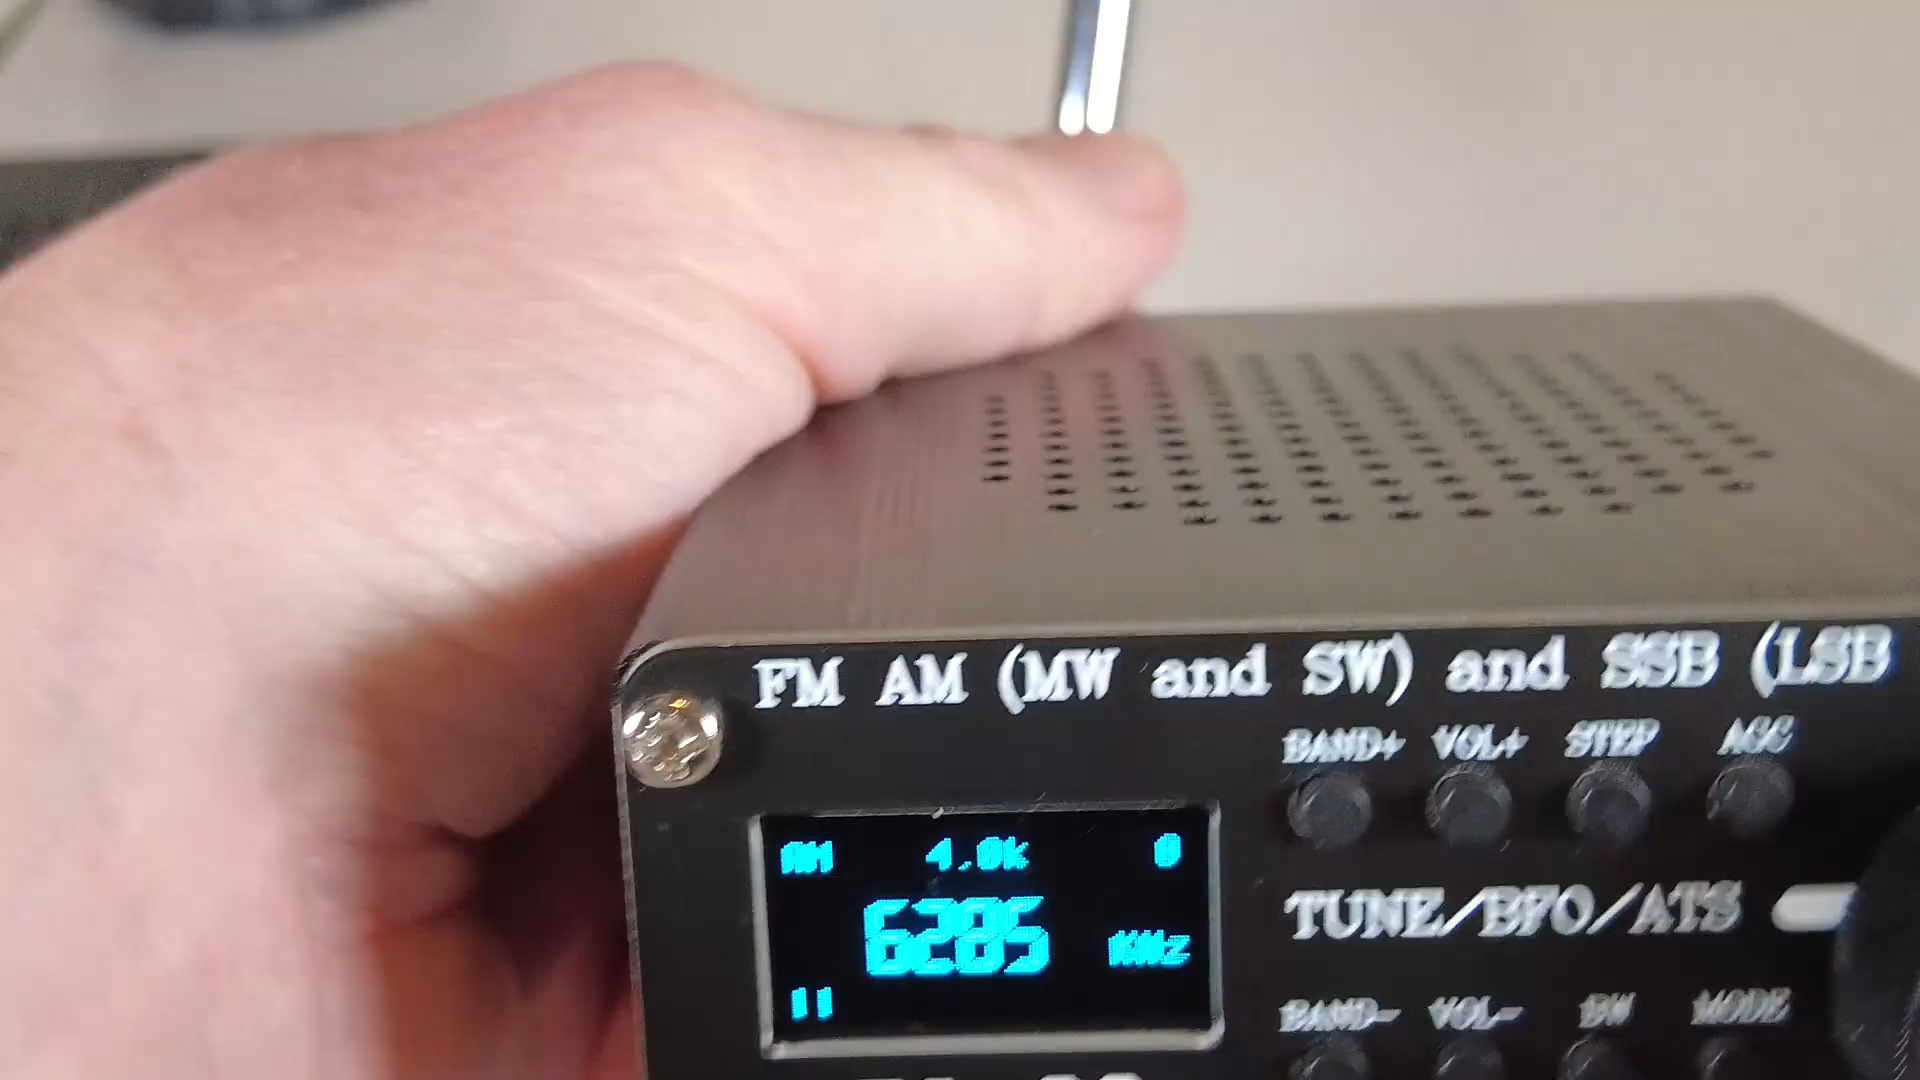 FM AM (MW and SW) and SSB (LSB
BAND+ VOL+ STEP AGC
AM 4.0k 0
KHz
TUNE/BFO/ATS
BAND- VOL- BW MODE